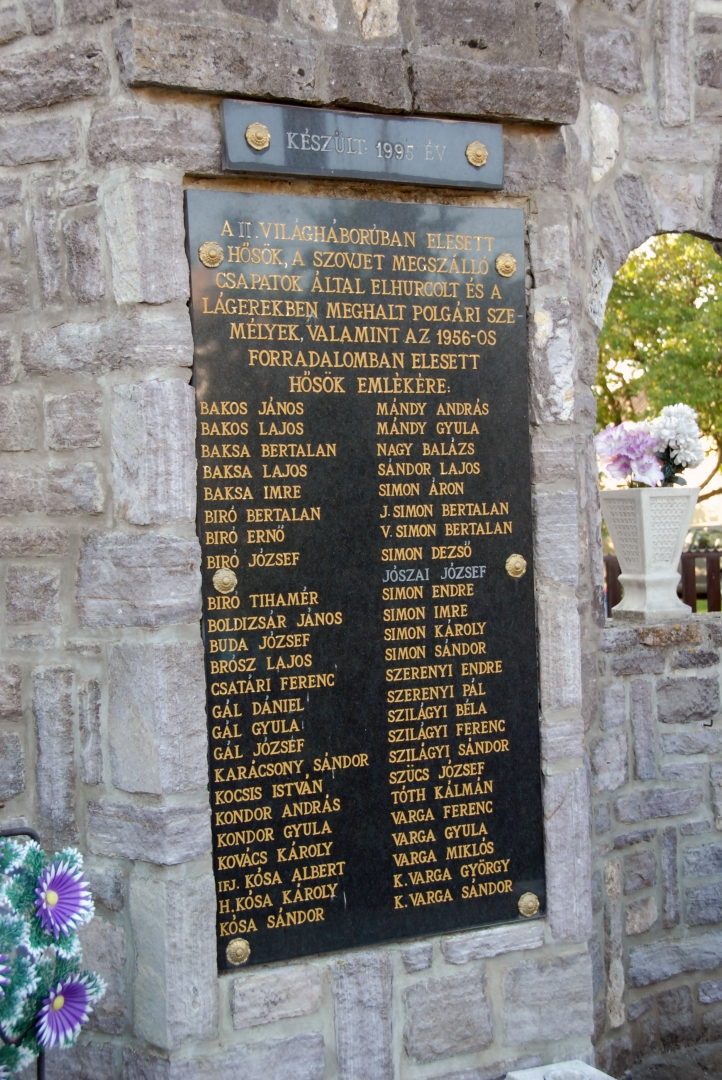 KÉSZÜLT: 1995 ÉV
A II. VILÁGHÁBORÚBAN ELESETT
HŐSÖK, A SZOVJET MEGSZÁLLÓ
CSAPATOK ÁLTAL ELHURCOLT ÉS A
LÁGEREKBEN MEGHALT POLGÁRI SZE-
MÉLYEK, VALAMINT AZ 1956-OS
FORRADALOMBAN ELESETT
HŐSÖK EMLÉKÉRE:
BAKOS JÁNOS
BAKOS LAJOS
BAKSA BERTALAN
BAKSA LAJOS
BAKSA IMRE
BIRÓ BERTALAN
BIRÓ ERNŐ
BIRÓ JÓZSEF
BIRÓ TIHAMÉR
BOLDIZSÁR JÁNOS
BUDA JÓZSEF
BRÓSZ LAJOS
CSATÁRI FERENC
GÁL DÁNIEL
GÁL GYULA
GÁL JÓZSEF
KARÁCSONY SÁNDOR
KOCSIS ISTVÁN
KONDOR ANDRÁS
KONDOR GYULA
KOVÁCS KÁROLY
IFJ. KÓSA ALBERT
H. KÓSA KÁROLY
KÓSA SÁNDOR
MÁNDY ANDRÁS
MÁNDY GYULA
NAGY BALÁZS
SÁNDOR LAJOS
SIMON ÁRON
J. SIMON BERTALAN
V. SIMON BERTALAN
SIMON DEZSŐ
JÓSZAI JÓZSEF
SIMON ENDRE
SIMON IMRE
SIMON KÁROLY
SIMON SÁNDOR
SZERENYI ENDRE
SZERENYI PÁL
SZILÁGYI BÉLA
SZILÁGYI FERENC
SZILÁGYI SÁNDOR
SZÜCS JÓZSEF
TÓTH KÁLMÁN
VARGA FERENC
VARGA GYULA
VARGA MIKLÓS
K. VARGA GYÖRGY
K. VARGA SÁNDOR